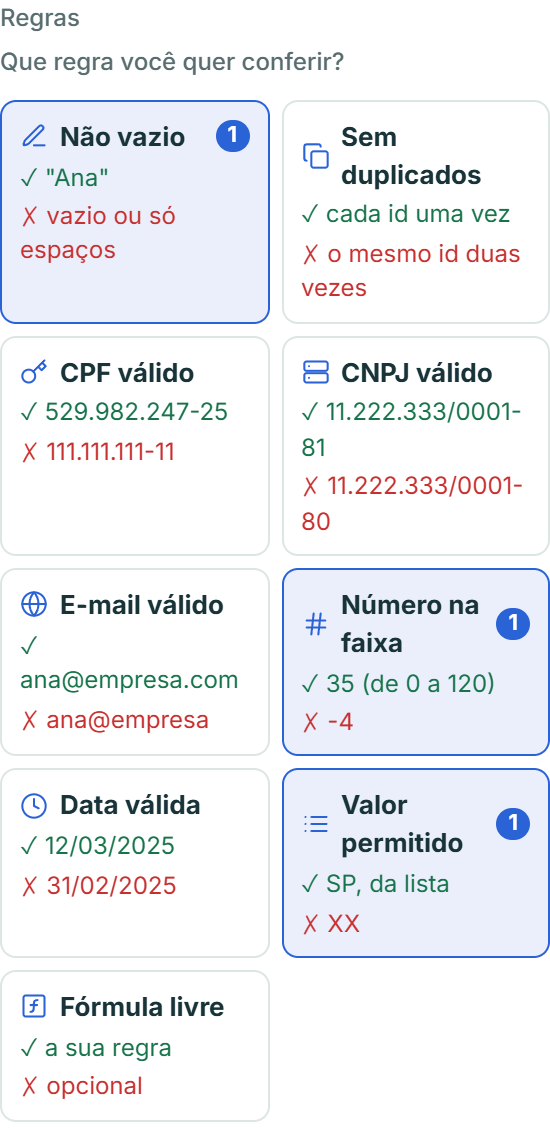 Regras
Que regra você quer conferir?
Não vazio 1
✓ "Ana"
✗ vazio ou só
espaços
Sem
duplicados
✓ cada id uma vez
✗ o mesmo id duas
vezes
CPF válido
✓ 529.982.247-25
✗ 111.111.111-11
CNPJ válido
✓ 11.222.333/0001-
81
✗ 11.222.333/0001-
80
E-mail válido
✓
ana@empresa.com
✗ ana@empresa
Número na
faixa 1
✓ 35 (de 0 a 120)
✗ -4
Data válida
✓ 12/03/2025
✗ 31/02/2025
Valor
permitido 1
✓ SP, da lista
✗ XX
Fórmula livre
✓ a sua regra
✗ opcional